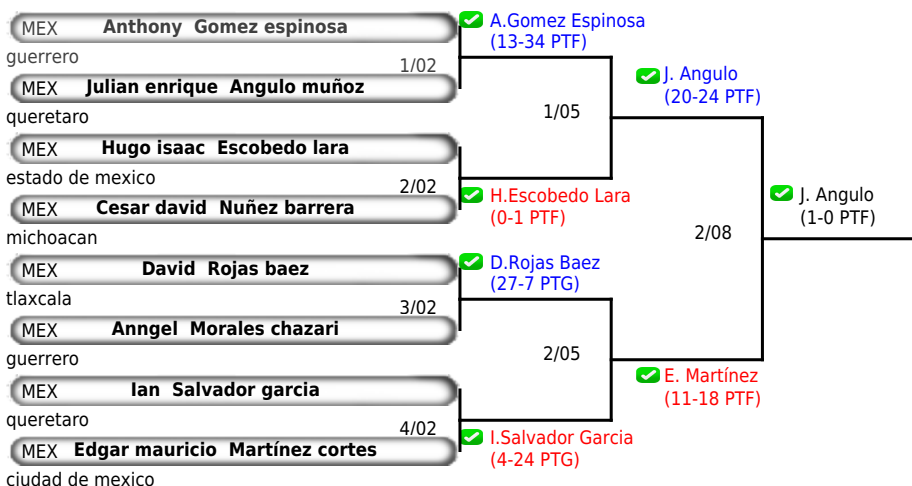 MEX Anthony Gomez espinosa
guerrero
1/02
MEX Julian enrique Angulo muñoz
queretaro
MEX Hugo isaac Escobedo lara
estado de mexico
2/02
MEX Cesar david Nuñez barrera
michoacan
MEX David Rojas baez
tlaxcala
3/02
MEX Anngel Morales chazari
guerrero
MEX Ian Salvador garcia
queretaro
4/02
MEX Edgar mauricio Martínez cortes
ciudad de mexico
A.Gomez Espinosa
(13-34 PTF)
1/05
H.Escobedo Lara
(0-1 PTF)
D.Rojas Baez
(27-7 PTG)
2/05
I.Salvador Garcia
(4-24 PTG)
J. Angulo
(20-24 PTF)
2/08
E. Martínez
(11-18 PTF)
J. Angulo
(1-0 PTF)